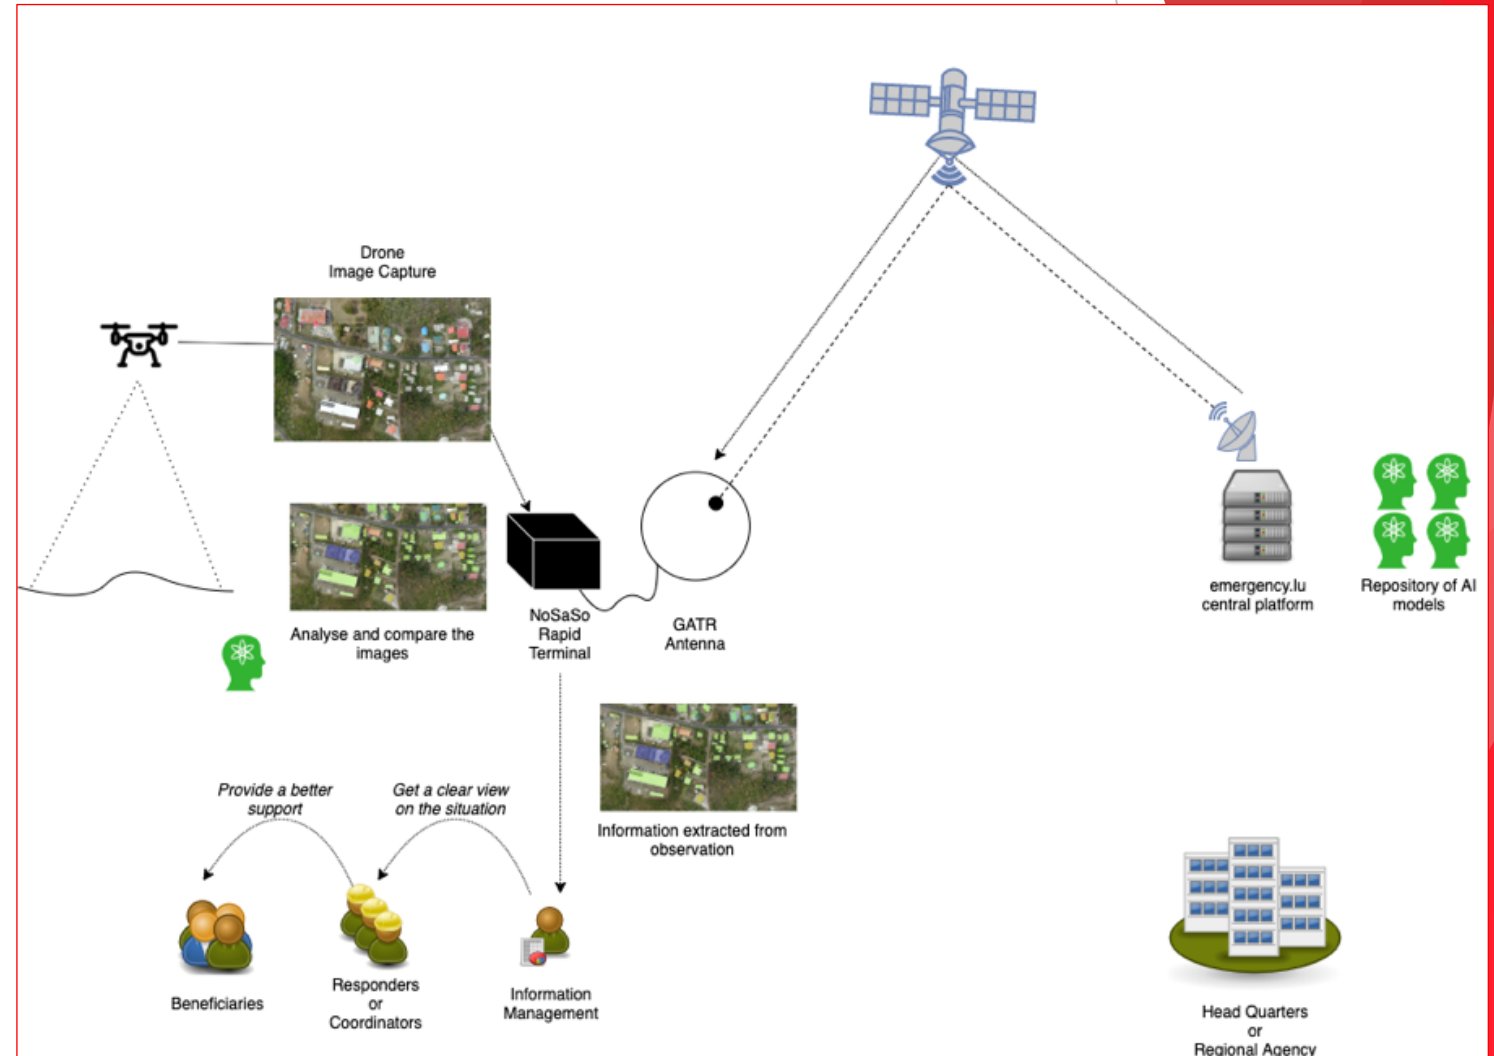 Drone
Image Capture
Analyse and compare the
images
NoSaSo
Rapid
Terminal
GATR
Antenna
emergency.lu
central platform
Repository of AI
models
Provide a better
support
Get a clear view
on the situation
Information extracted from
observation
Beneficiaries
Responders
or
Coordinators
Information
Management
Head Quarters
or
Regional Agency